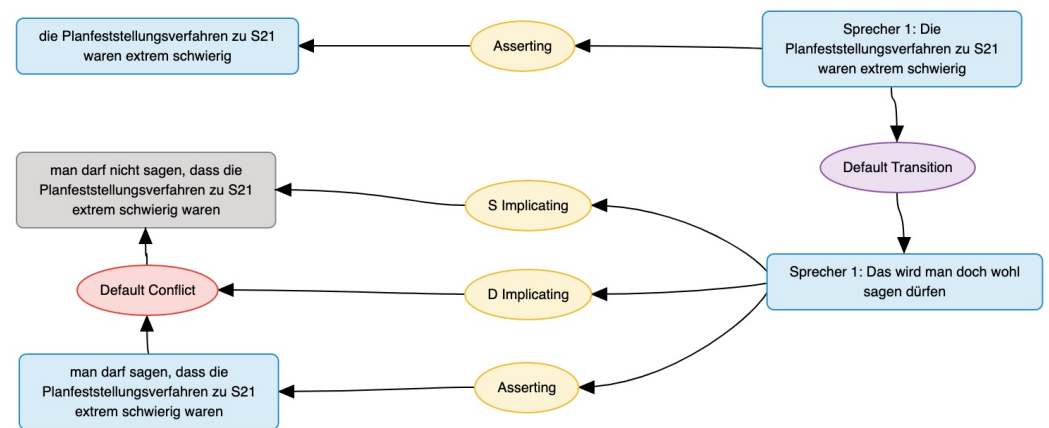 die Planfeststellungsverfahren zu S21
waren extrem schwierig
Asserting
Sprecher 1: Die
Planfeststellungsverfahren zu S21
waren extrem schwierig
Default Transition
man darf nicht sagen, dass die
Planfeststellungsverfahren zu S21
extrem schwierig waren
S Implicating
Default Conflict
D Implicating
Sprecher 1: Das wird man doch wohl
sagen dürfen
man darf sagen, dass die
Planfeststellungsverfahren zu S21
extrem schwierig waren
Asserting